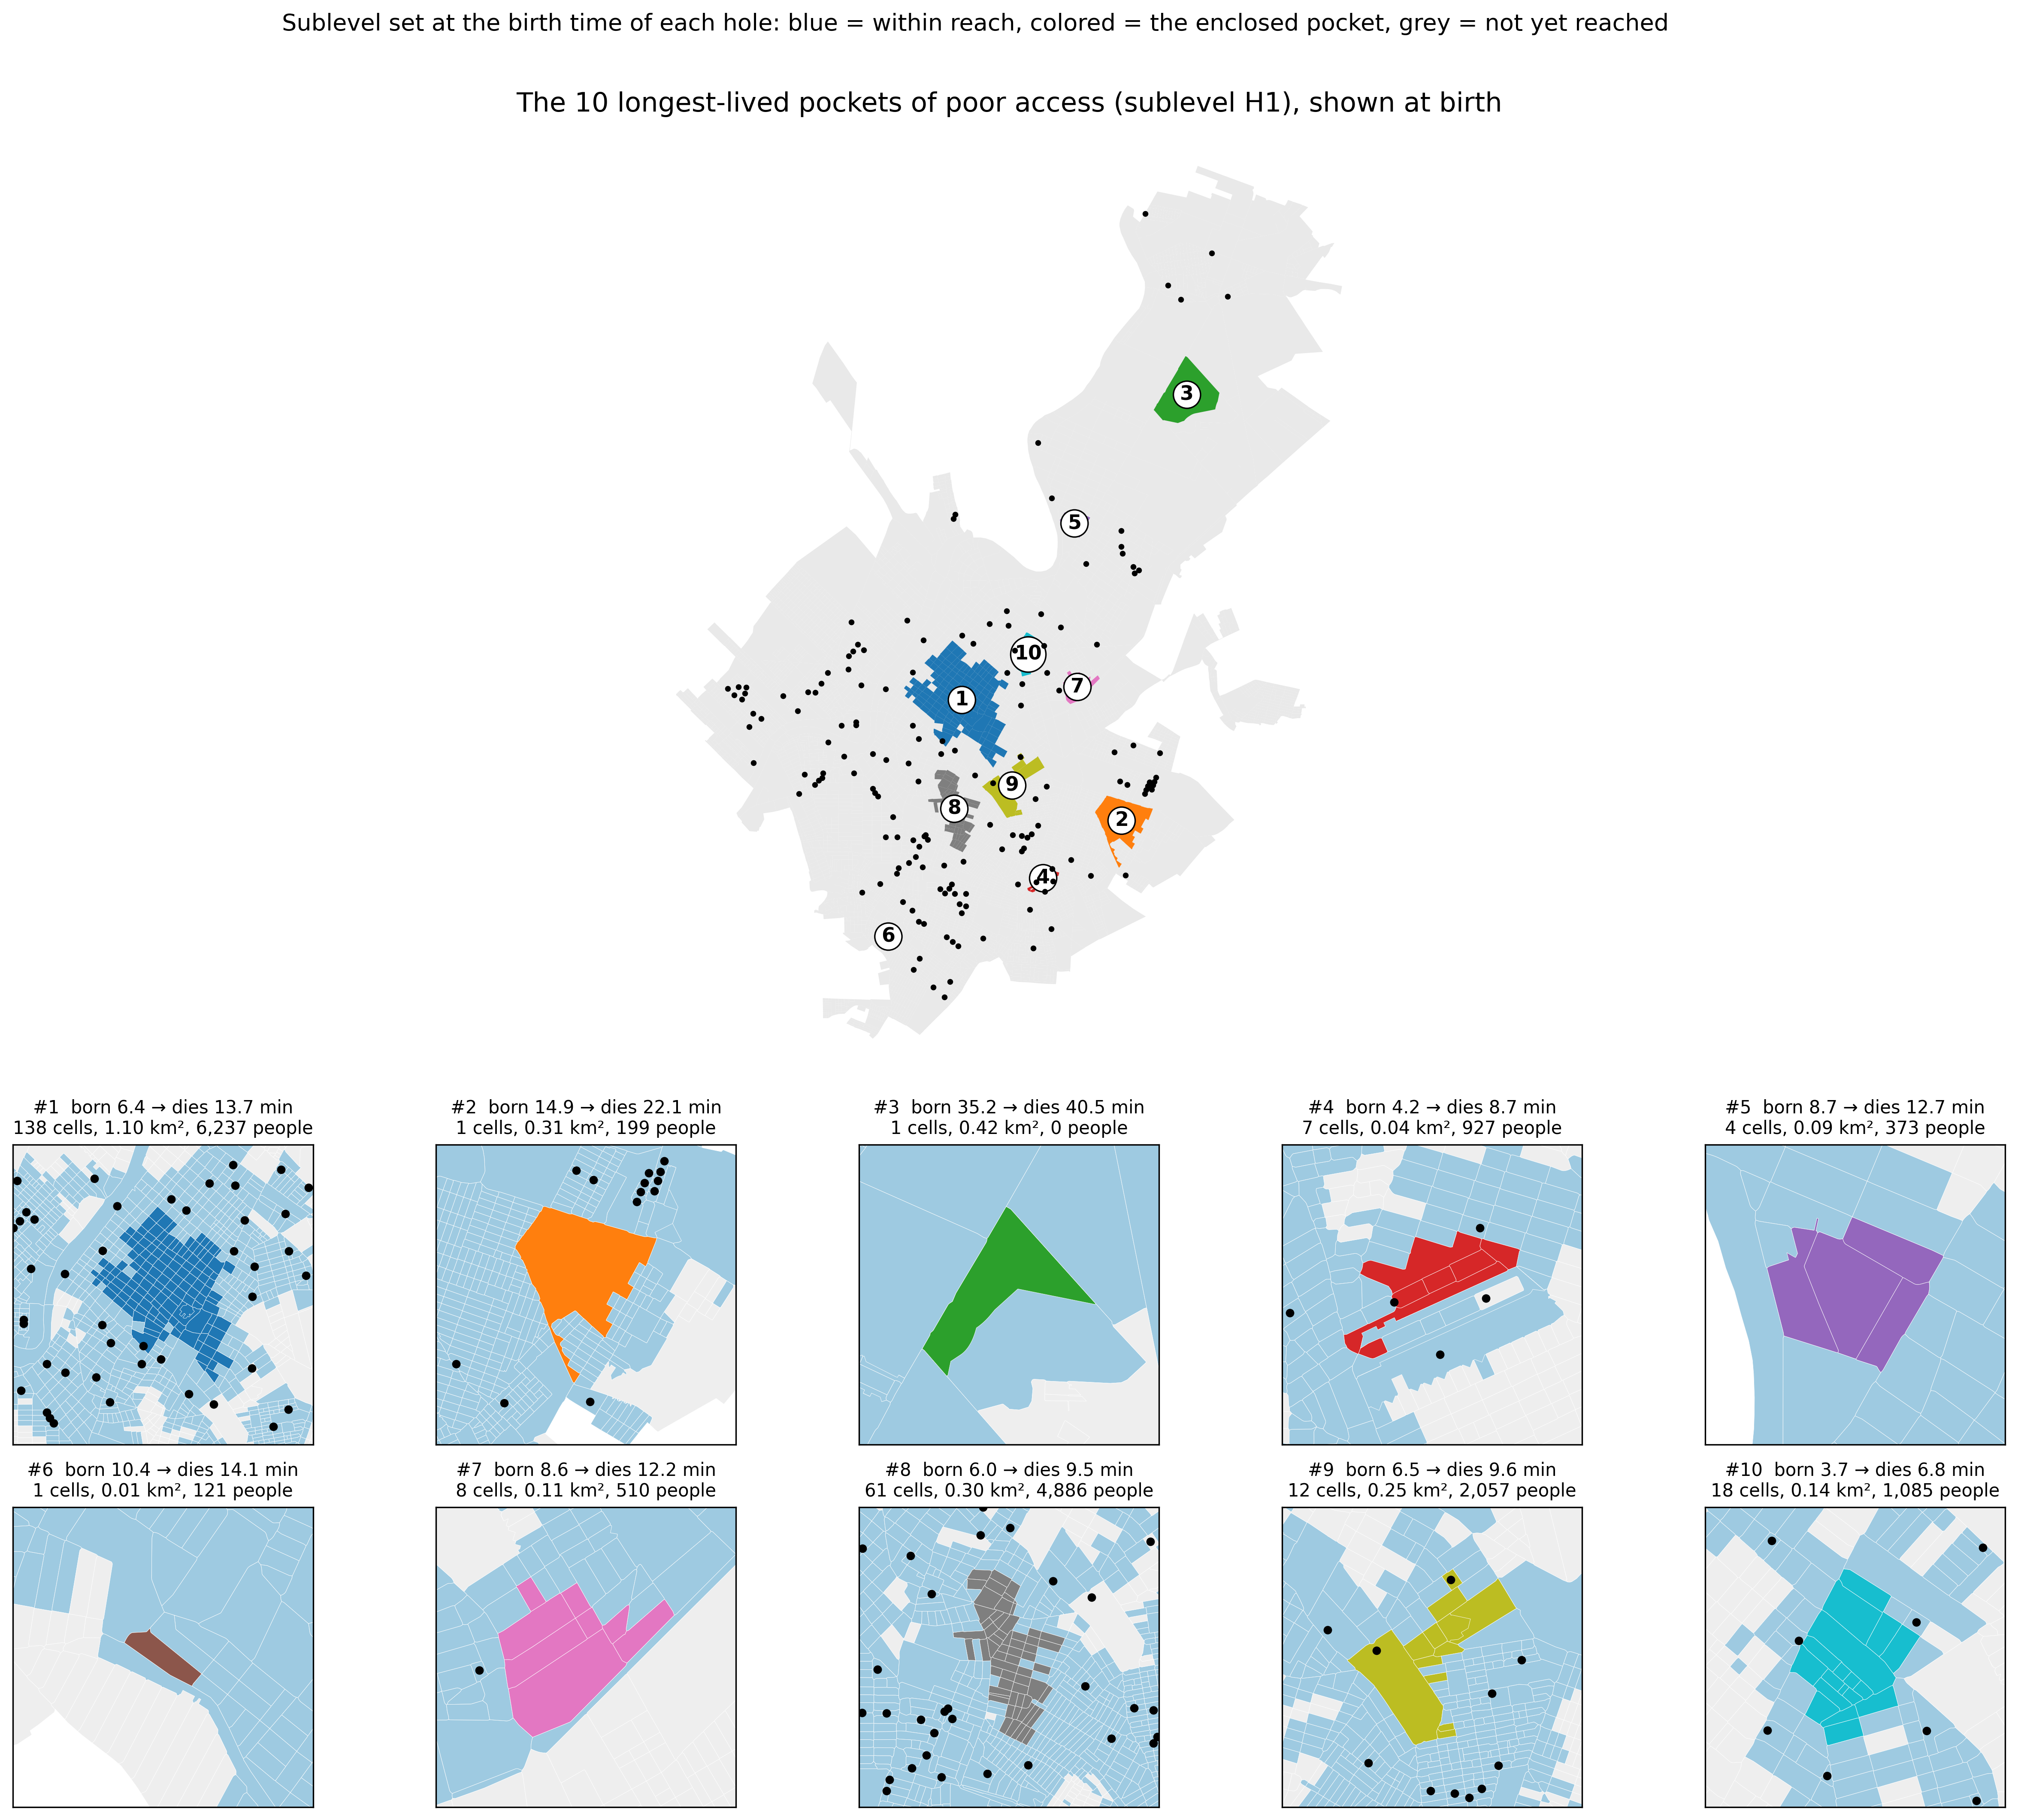 Sublevel set at the birth time of each hole: blue = within reach, colored = the enclosed pocket, grey = not yet reached
The 10 longest-lived pockets of poor access (sublevel H1), shown at birth
3
5
10
7
1
9
8
2
4
6
#1  born 6.4 → dies 13.7 min
138 cells, 1.10 km², 6,237 people
#2  born 14.9 → dies 22.1 min
1 cells, 0.31 km², 199 people
#3  born 35.2 → dies 40.5 min
1 cells, 0.42 km², 0 people
#4  born 4.2 → dies 8.7 min
7 cells, 0.04 km², 927 people
#5  born 8.7 → dies 12.7 min
4 cells, 0.09 km², 373 people
#6  born 10.4 → dies 14.1 min
1 cells, 0.01 km², 121 people
#7  born 8.6 → dies 12.2 min
8 cells, 0.11 km², 510 people
#8  born 6.0 → dies 9.5 min
61 cells, 0.30 km², 4,886 people
#9  born 6.5 → dies 9.6 min
12 cells, 0.25 km², 2,057 people
#10  born 3.7 → dies 6.8 min
18 cells, 0.14 km², 1,085 people